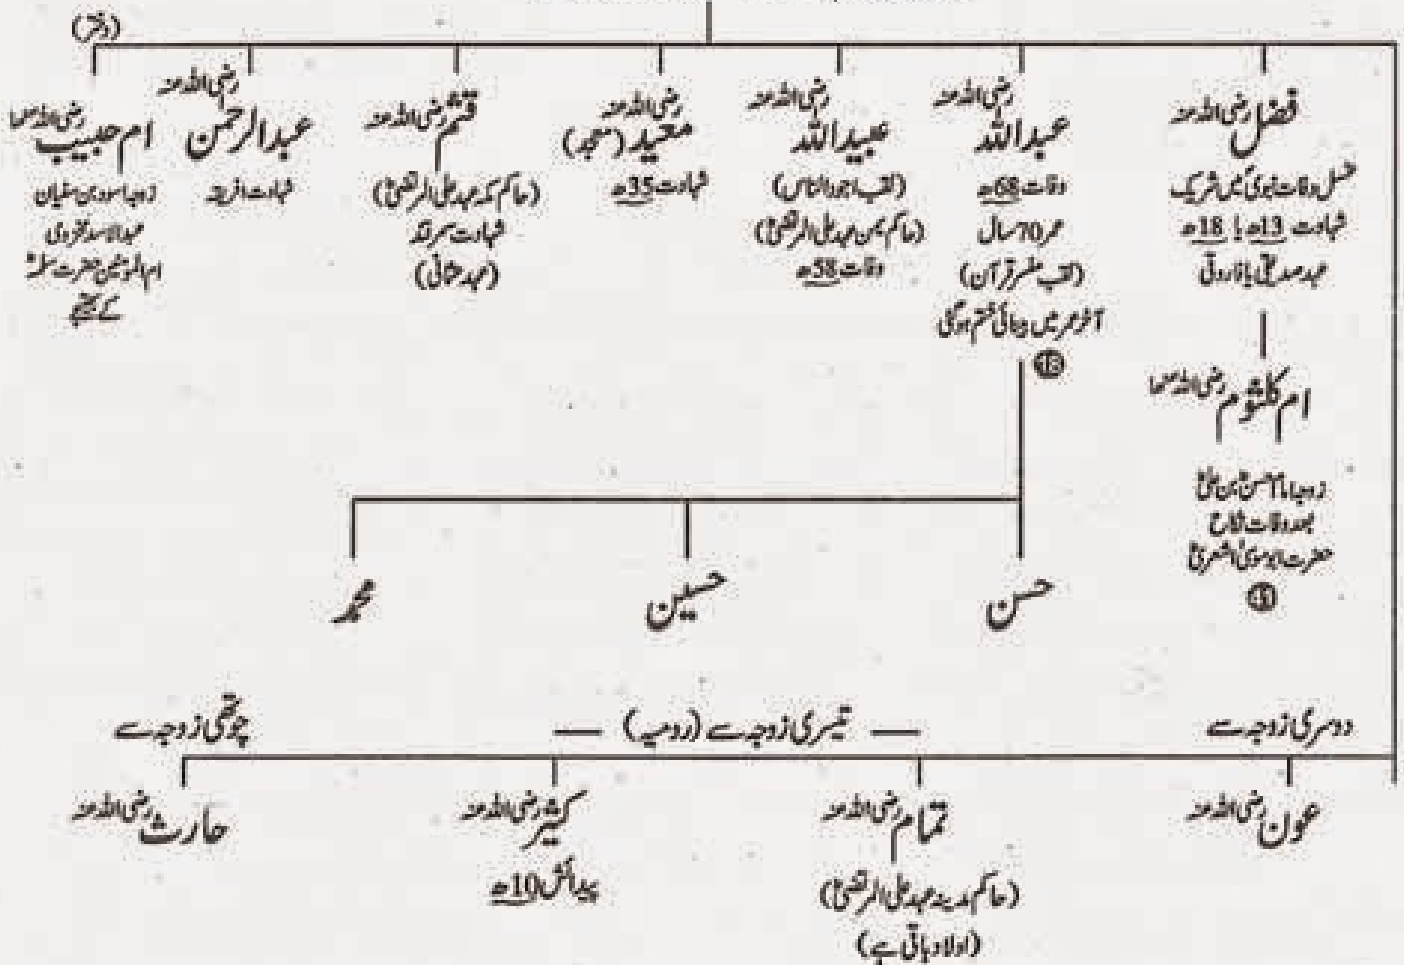 (دختر)
فضل رضی اللہ عنہ
غسل وفات نبوی میں شریک
شہادت 13ھ یا 18ھ
عہد صدیقی یا فاروقی
ام کلثوم رضی اللہ عنہا
زوجہ امام حسن بن علیؓ
بعد وفات نکاح
حضرت ابو موسیٰ اشعریؓ
عبداللہ رضی اللہ عنہ
وفات 68ھ
عمر 70 سال
(لقب مفسر قرآن)
آخر عمر میں بینائی ختم ہوگئی
عبیداللہ رضی اللہ عنہ
(لقب اجود الناس)
(حاکم یمن عہد علی المرتضیؓ)
وفات 58ھ
معبید (معبد) رضی اللہ عنہ
شہادت 35ھ
قثم رضی اللہ عنہ
(حاکم مکہ عہد علی المرتضیؓ)
شہادت سمرقند
(عہد عثمانی)
عبدالرحمن رضی اللہ عنہ
شہادت افریقہ
ام حبیب رضی اللہ عنہا
زوجہ اسود بن سفیان
عبدالاسد مخزومی
ام المومنین حضرت سلمہؓ
کے بھتیجے
حسن
حسین
محمد
دوسری زوجہ سے
تیسری زوجہ سے (رومیہ)
چوتھی زوجہ سے
عون رضی اللہ عنہ
تمام رضی اللہ عنہ
(حاکم مدینہ عہد علی المرتضیؓ)
(اولاد باقی ہے)
کثیر رضی اللہ عنہ
پیدائش 10ھ
حارث رضی اللہ عنہ